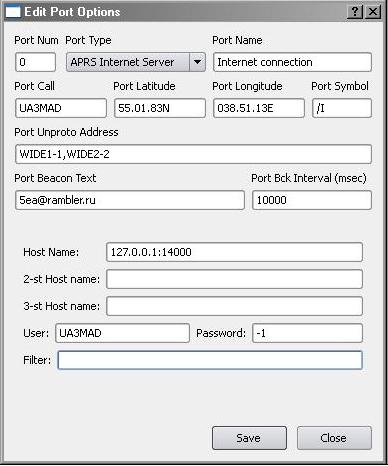 Edit Port Options
Port Num Port Type Port Name
0 APRS Internet Server Internet connection
Port Call Port Latitude Port Longitude Port Symbol
UA3MAD 55.01.83N 038.51.13E /I
Port Unproto Address
WIDE1-1,WIDE2-2
Port Beacon Text Port Bck Interval (msec)
5ea@rambler.ru 10000
Host Name: 127.0.0.1:14000
2-st Host name:
3-st Host name:
User: UA3MAD Password: -1
Filter:
Save Close